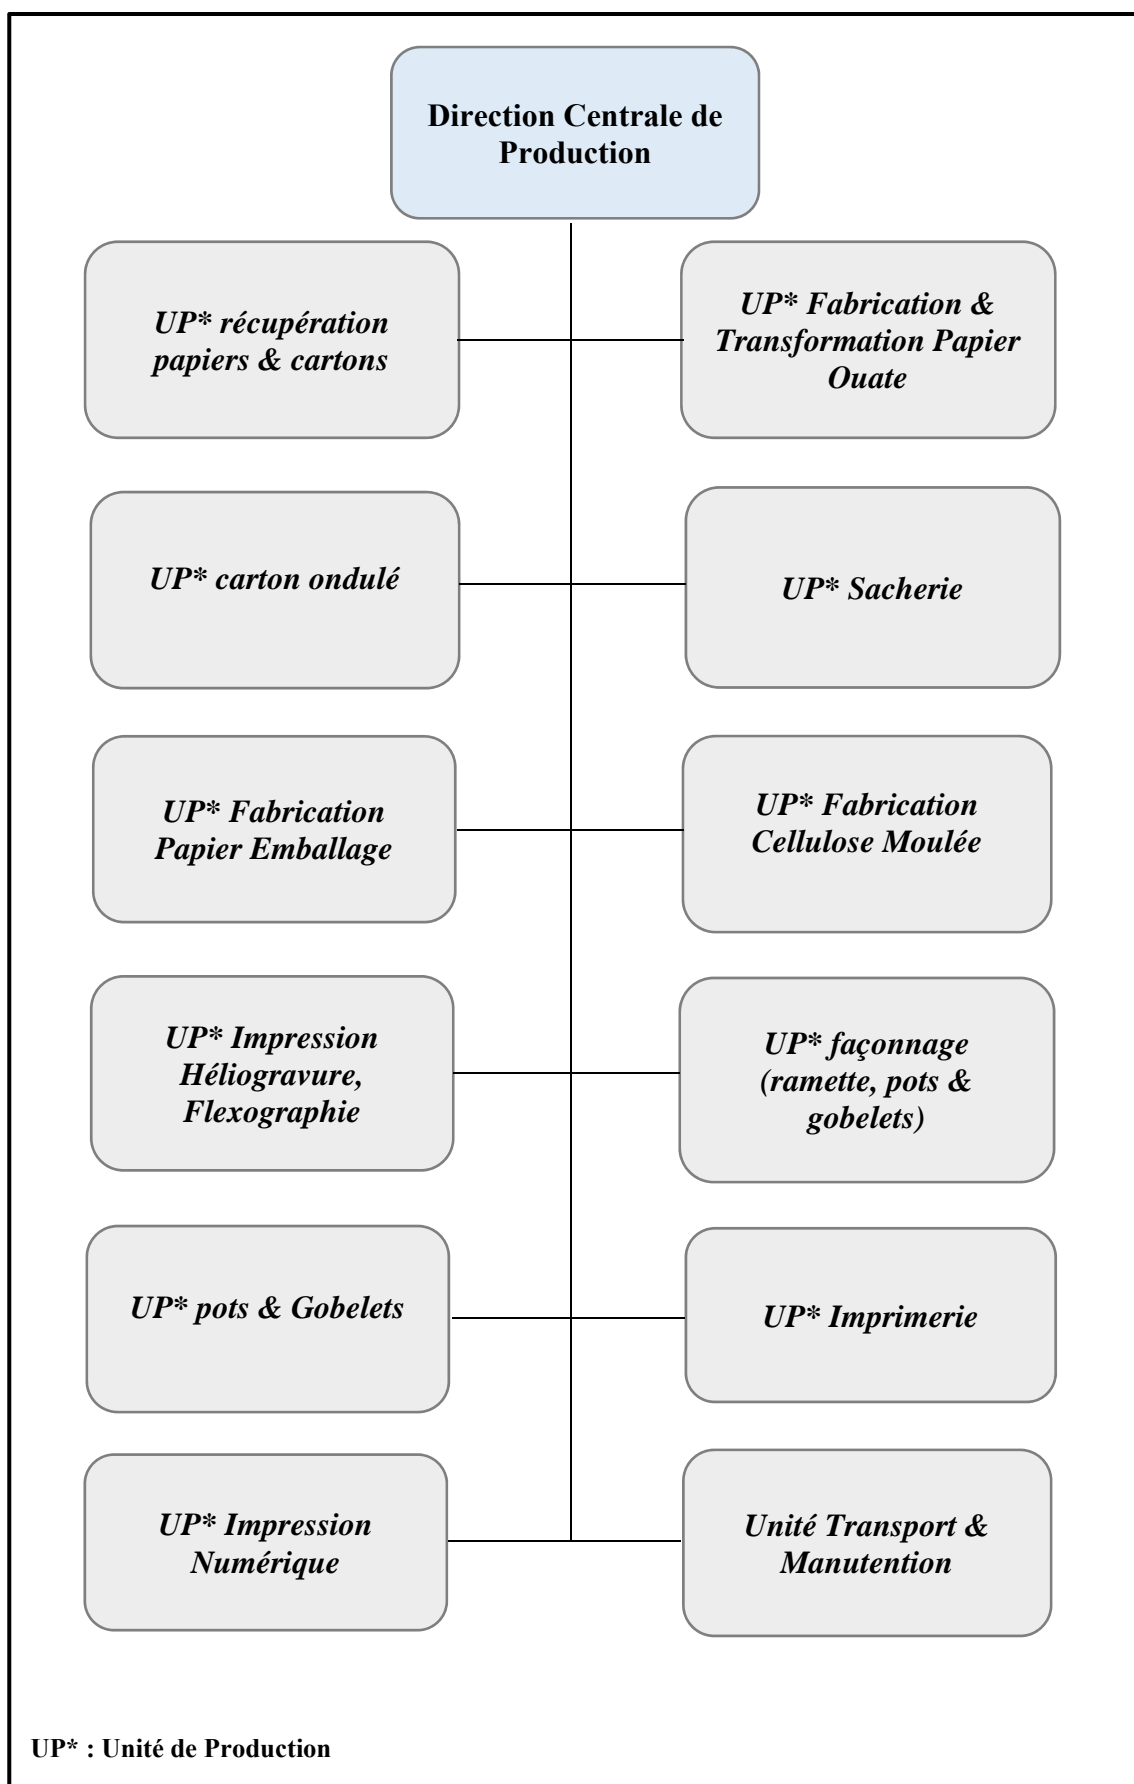 Direction Centrale de
Production
UP* récupération
papiers & cartons
UP* Fabrication &
Transformation Papier
Ouate
UP* carton ondulé
UP* Sacherie
UP* Fabrication
Papier Emballage
UP* Fabrication
Cellulose Moulée
UP* Impression
Héliogravure,
Flexographie
UP* façonnage
(ramette, pots &
gobelets)
UP* pots & Gobelets
UP* Imprimerie
UP* Impression
Numérique
Unité Transport &
Manutention
UP* : Unité de Production